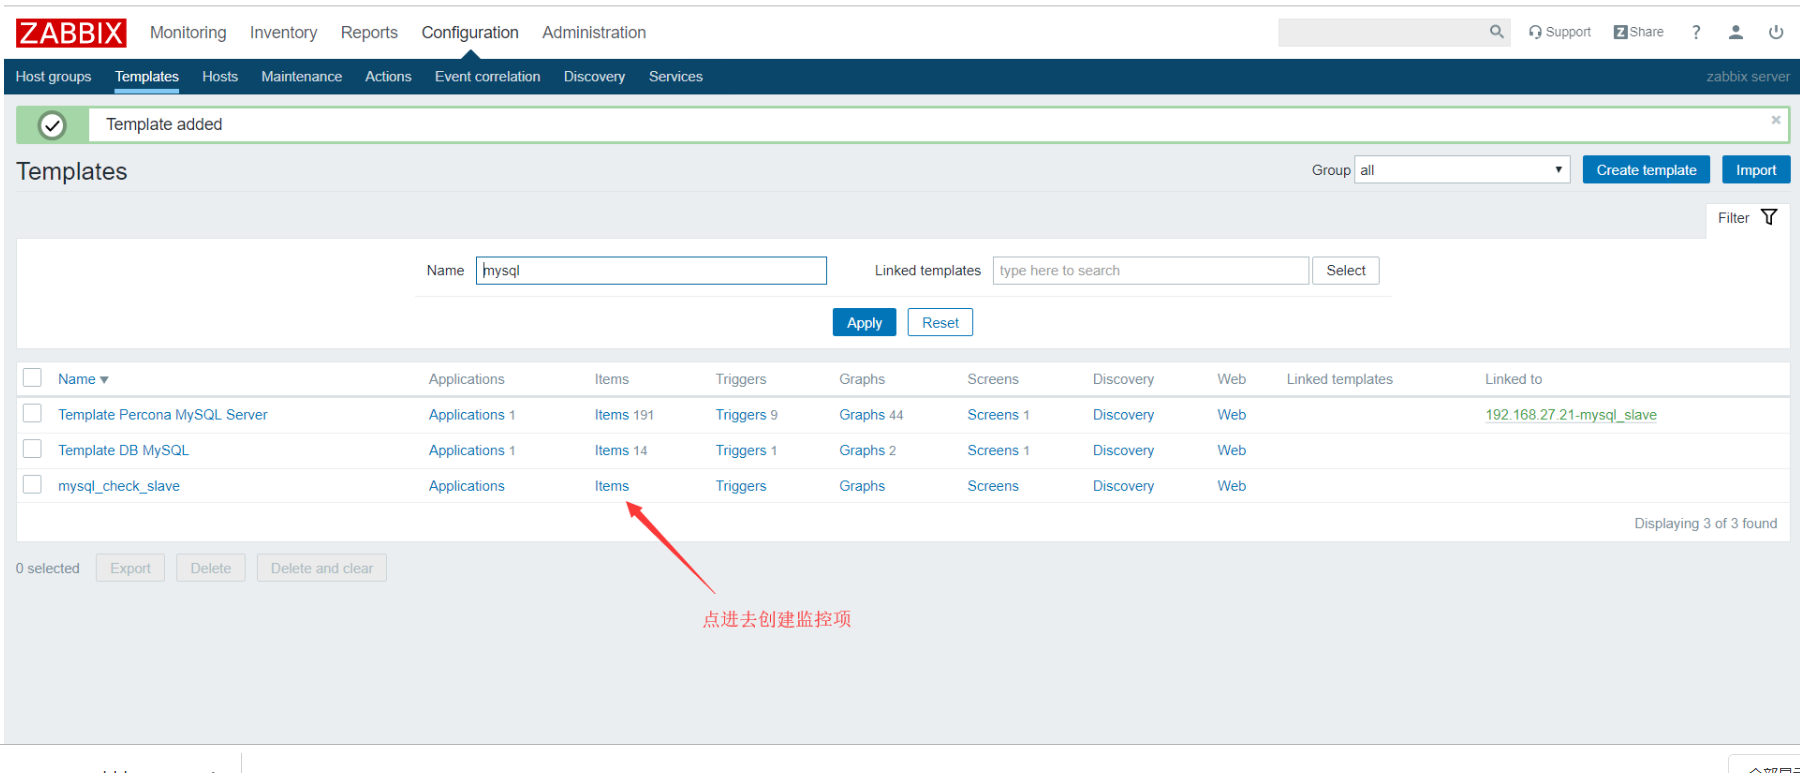 ZABBIX Monitoring Inventory Reports Configuration Administration Support Z Share ?
Host groups Templates Hosts Maintenance Actions Event correlation Discovery Services zabbix server
Template added
Templates Group all Create template Import
Filter
Name mysql Linked templates type here to search Select
Apply Reset
Name Applications Items Triggers Graphs Screens Discovery Web Linked templates Linked to
Template Percona MySQL Server Applications 1 Items 191 Triggers 9 Graphs 44 Screens 1 Discovery Web 192.168.27.21-mysql_slave
Template DB MySQL Applications 1 Items 14 Triggers 1 Graphs 2 Screens 1 Discovery Web
mysql_check_slave Applications Items Triggers Graphs Screens Discovery Web
Displaying 3 of 3 found
0 selected Export Delete Delete and clear
点进去创建监控项